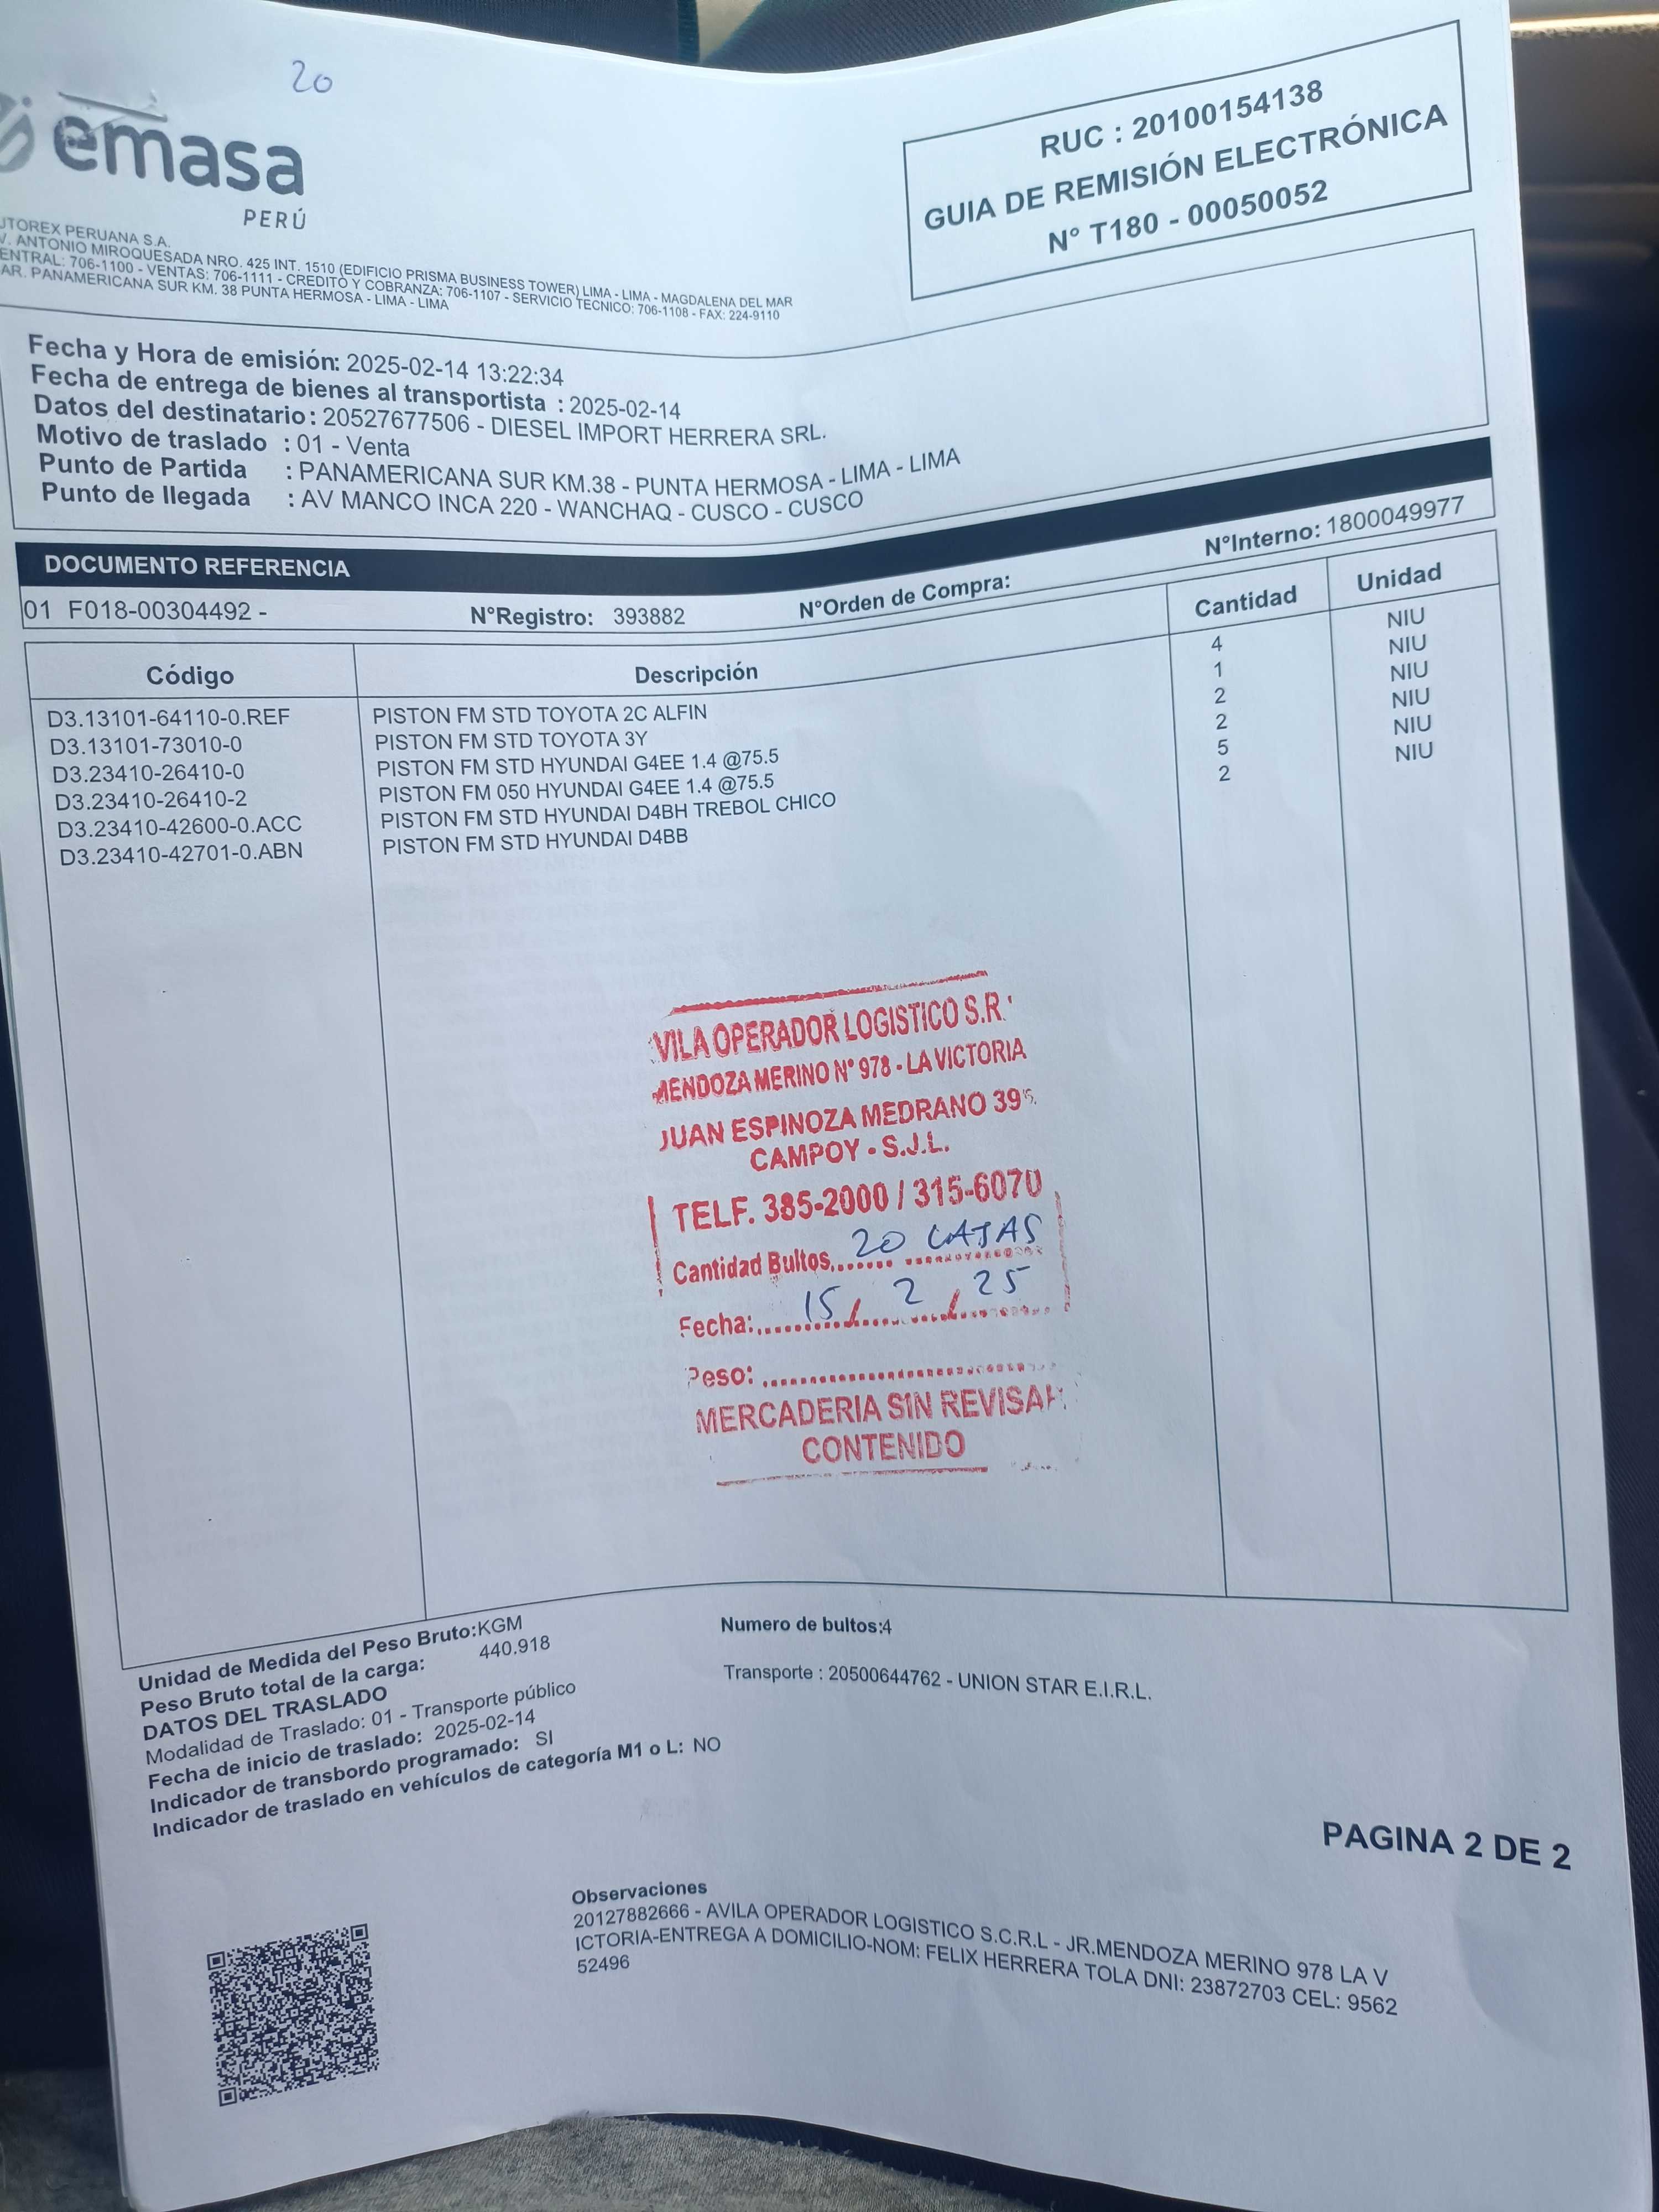 20
emasa
PERÚ
RUC : 20100154138
GUIA DE REMISIÓN ELECTRÓNICA
N° T180 - 00050052
PERUANA S.A.
ANTONIO MIROQUESADA NRO. 425 INT. 1510 (EDIFICIO PRISMA BUSINESS TOWER) LIMA - LIMA - MAGDALENA DEL MAR
706-1100 - VENTAS: 706-1111 - CREDITO Y COBRANZA: 706-1107 - SERVICIO TECNICO: 706-1108 - FAX: 224-9110
AR. PANAMERICANA SUR KM. 38 PUNTA HERMOSA - LIMA - LIMA
Fecha y Hora de emisión: 2025-02-14 13:22:34
Fecha de entrega de bienes al transportista : 2025-02-14
Datos del destinatario: 20527677506 - DIESEL IMPORT HERRERA SRL.
Motivo de traslado : 01 - Venta
Punto de Partida : PANAMERICANA SUR KM.38 - PUNTA HERMOSA - LIMA - LIMA
Punto de llegada : AV MANCO INCA 220 - WANCHAQ - CUSCO - CUSCO
DOCUMENTO REFERENCIA
01 F018-00304492 - N°Registro: 393882 N°Orden de Compra: N°Interno: 1800049977
Código Descripción Cantidad Unidad
D3.13101-64110-0.REF PISTON FM STD TOYOTA 2C ALFIN 4 NIU
D3.13101-73010-0 PISTON FM STD TOYOTA 3Y 1 NIU
D3.23410-26410-0 PISTON FM STD HYUNDAI G4EE 1.4 @75.5 2 NIU
D3.23410-26410-2 PISTON FM 050 HYUNDAI G4EE 1.4 @75.5 2 NIU
D3.23410-42600-0.ACC PISTON FM STD HYUNDAI D4BH TREBOL CHICO 5 NIU
D3.23410-42701-0.ABN PISTON FM STD HYUNDAI D4BB 2 NIU
VILA OPERADOR LOGISTICO S.R
MENDOZA MERINO N° 978 - LA VICTORIA
JUAN ESPINOZA MEDRANO
CAMPOY - S.J.L.
TELF. 385-2000 / 315-6070
Cantidad Bultos 20 CAJAS
Fecha: 15 / 2 / 25
Peso:
MERCADERIA SIN REVISAR
CONTENIDO
Unidad de Medida del Peso Bruto: KGM Numero de bultos:4
Peso Bruto total de la carga: 440.918
DATOS DEL TRASLADO Transporte : 20500644762 - UNION STAR E.I.R.L.
Modalidad de Traslado: 01 - Transporte público
Fecha de inicio de traslado: 2025-02-14
Indicador de transbordo programado: SI
Indicador de traslado en vehículos de categoría M1 o L: NO
PAGINA 2 DE 2
Observaciones
20127882666 - AVILA OPERADOR LOGISTICO S.C.R.L - JR.MENDOZA MERINO 978 LA V
ICTORIA-ENTREGA A DOMICILIO-NOM: FELIX HERRERA TOLA DNI: 23872703 CEL: 9562
52496